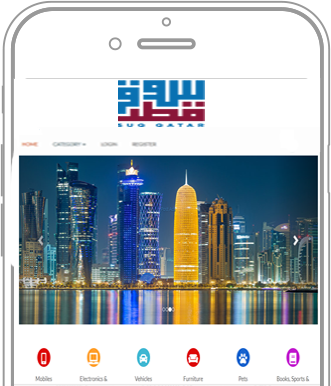 سوق
قطر
SUQ QATAR
HOME CATEGORY LOGIN REGISTER
Mobiles Electronics & Vehicles Furniture Pets Books, Sports &